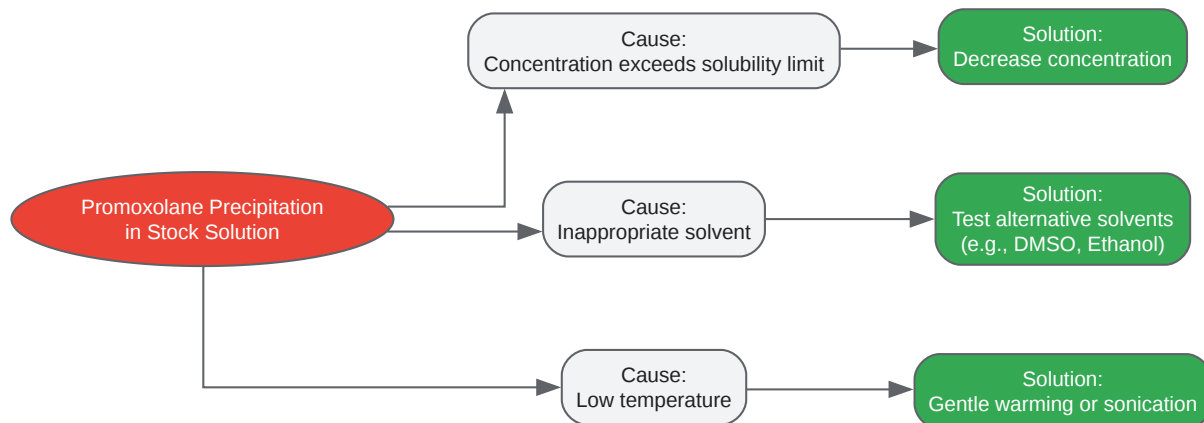 Cause:
Concentration exceeds solubility limit
Solution:
Decrease concentration
Promoxolane Precipitation
in Stock Solution
Cause:
Inappropriate solvent
Solution:
Test alternative solvents
(e.g., DMSO, Ethanol)
Cause:
Low temperature
Solution:
Gentle warming or sonication